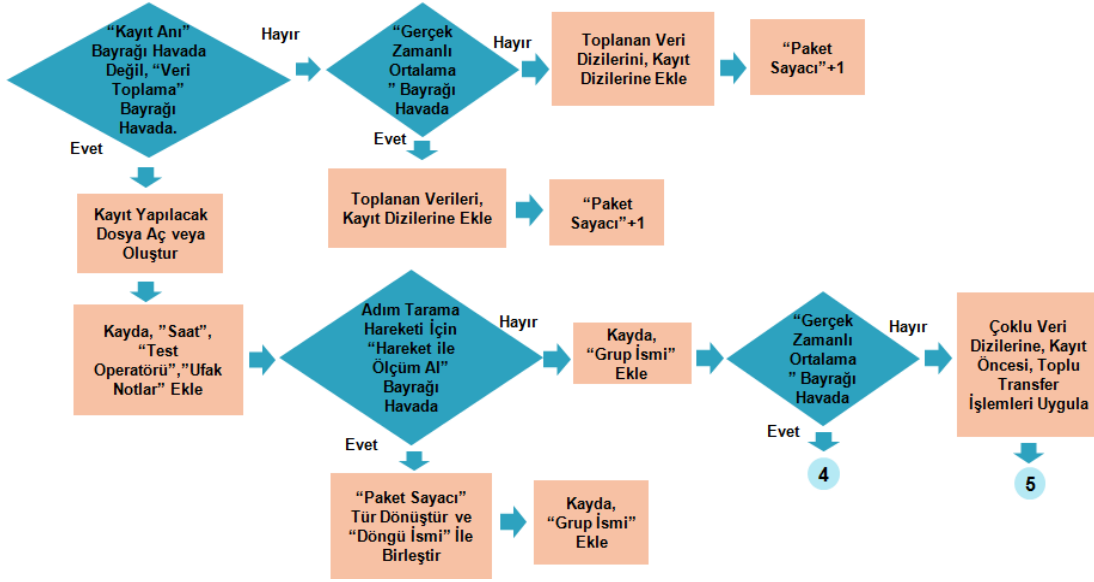 “Kayıt Anı”
Bayrağı Havada
Değil, “Veri
Toplama”
Bayrağı
Havada.
Hayır
Evet
“Gerçek
Zamanlı
Ortalama
” Bayrağı
Havada
Hayır
Evet
Toplanan Veri
Dizilerini, Kayıt
Dizilerine Ekle
“Paket
Sayacı”+1
Toplanan Verileri,
Kayıt Dizilerine Ekle
“Paket
Sayacı”+1
Kayıt Yapılacak
Dosya Aç veya
Oluştur
Kayda, ”Saat”,
“Test
Operatörü”,”Ufak
Notlar” Ekle
Adım Tarama
Hareketi İçin
“Hareket ile
Ölçüm Al”
Bayrağı
Havada
Hayır
Evet
Kayda,
“Grup İsmi”
Ekle
“Gerçek
Zamanlı
Ortalama
” Bayrağı
Havada
Hayır
Evet
Çoklu Veri
Dizilerine, Kayıt
Öncesi, Toplu
Transfer
İşlemleri Uygula
4
5
“Paket Sayacı”
Tür Dönüştür ve
“Döngü İsmi” İle
Birleştir
Kayda,
“Grup İsmi”
Ekle